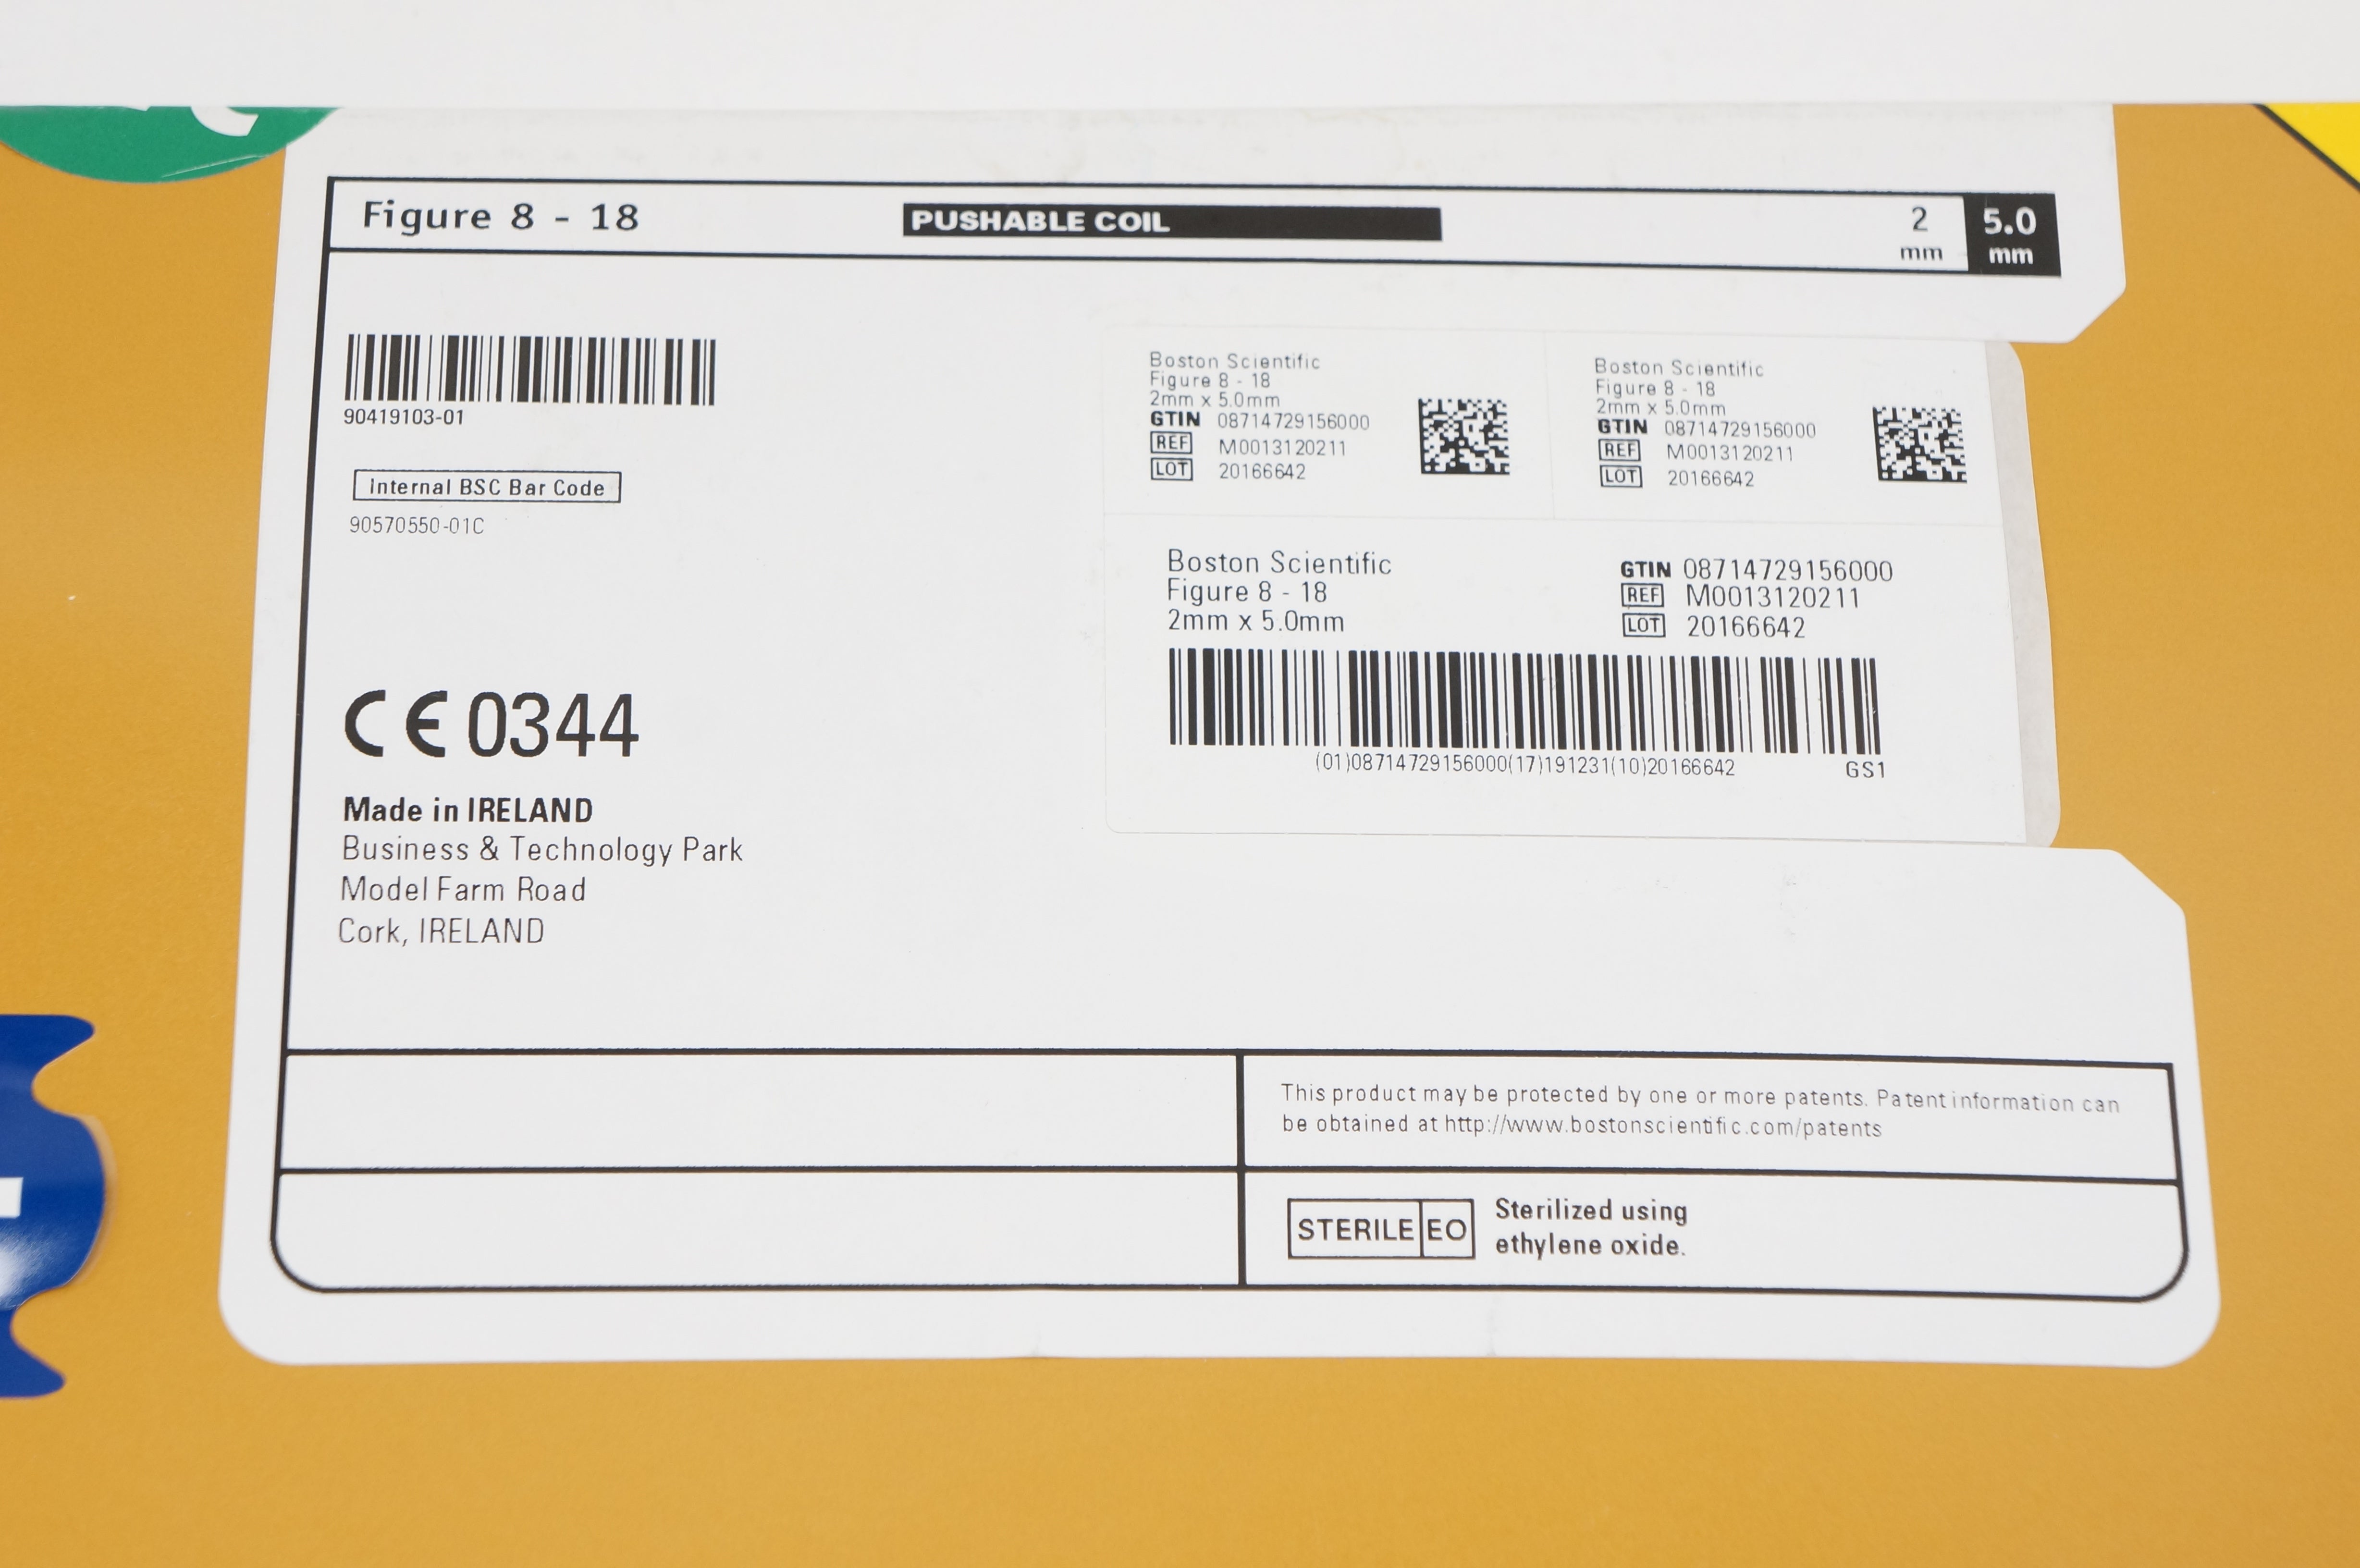 Figure 8 - 18
PUSHABLE COIL
2 mm
5.0 mm
90419103-01
Internal BSC Bar Code
90570550-01C
Boston Scientific
Figure 8 - 18
2mm x 5.0mm
GTIN 08714729156000
REF M0013120211
LOT 20166642
Boston Scientific
Figure 8 - 18
2mm x 5.0mm
GTIN 08714729156000
REF M0013120211
LOT 20166642
Boston Scientific
Figure 8 - 18
2mm x 5.0mm
GTIN 08714729156000
REF M0013120211
LOT 20166642
(01)08714729156000(17)191231(10)20166642
GS1
CE 0344
Made in IRELAND
Business & Technology Park
Model Farm Road
Cork, IRELAND
This product may be protected by one or more patents. Patent information can
be obtained at http://www.bostonscientific.com/patents
STERILE EO
Sterilized using
ethylene oxide.